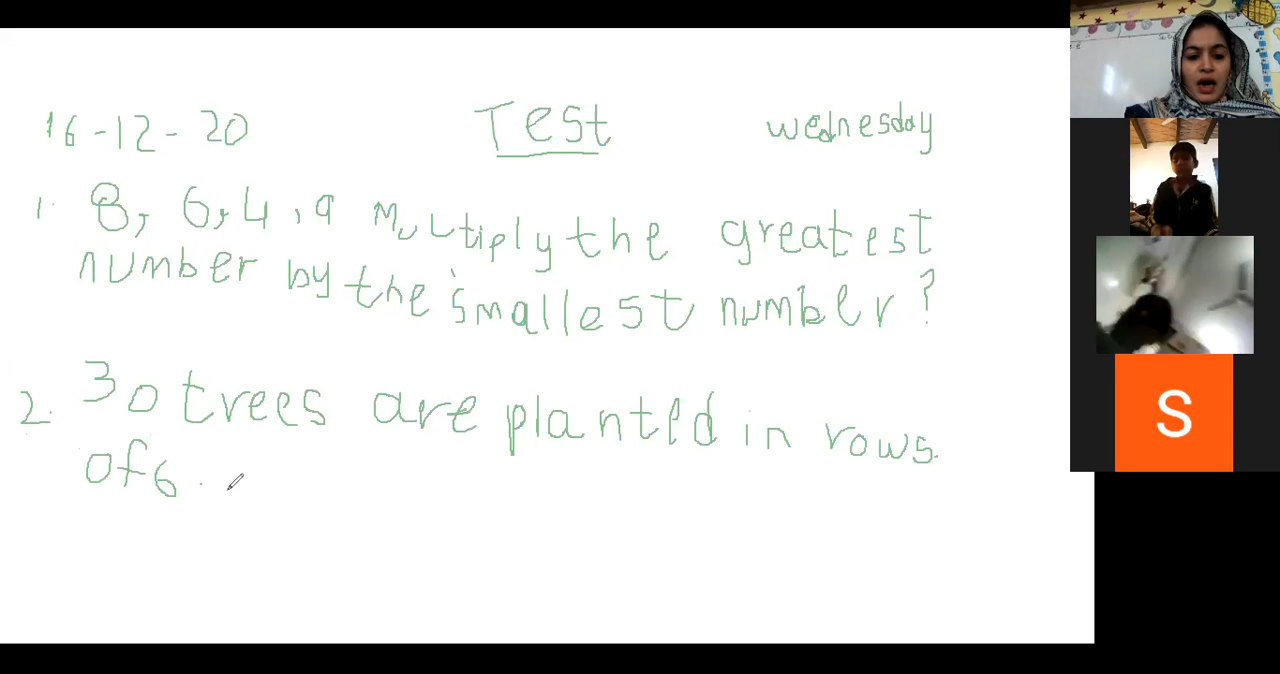 16-12-20 Test wednesday
1. 8, 6, 4, 9 Multiply the greatest
number by the smallest number?
2. 30 trees are planted in rows.
of 6.
S